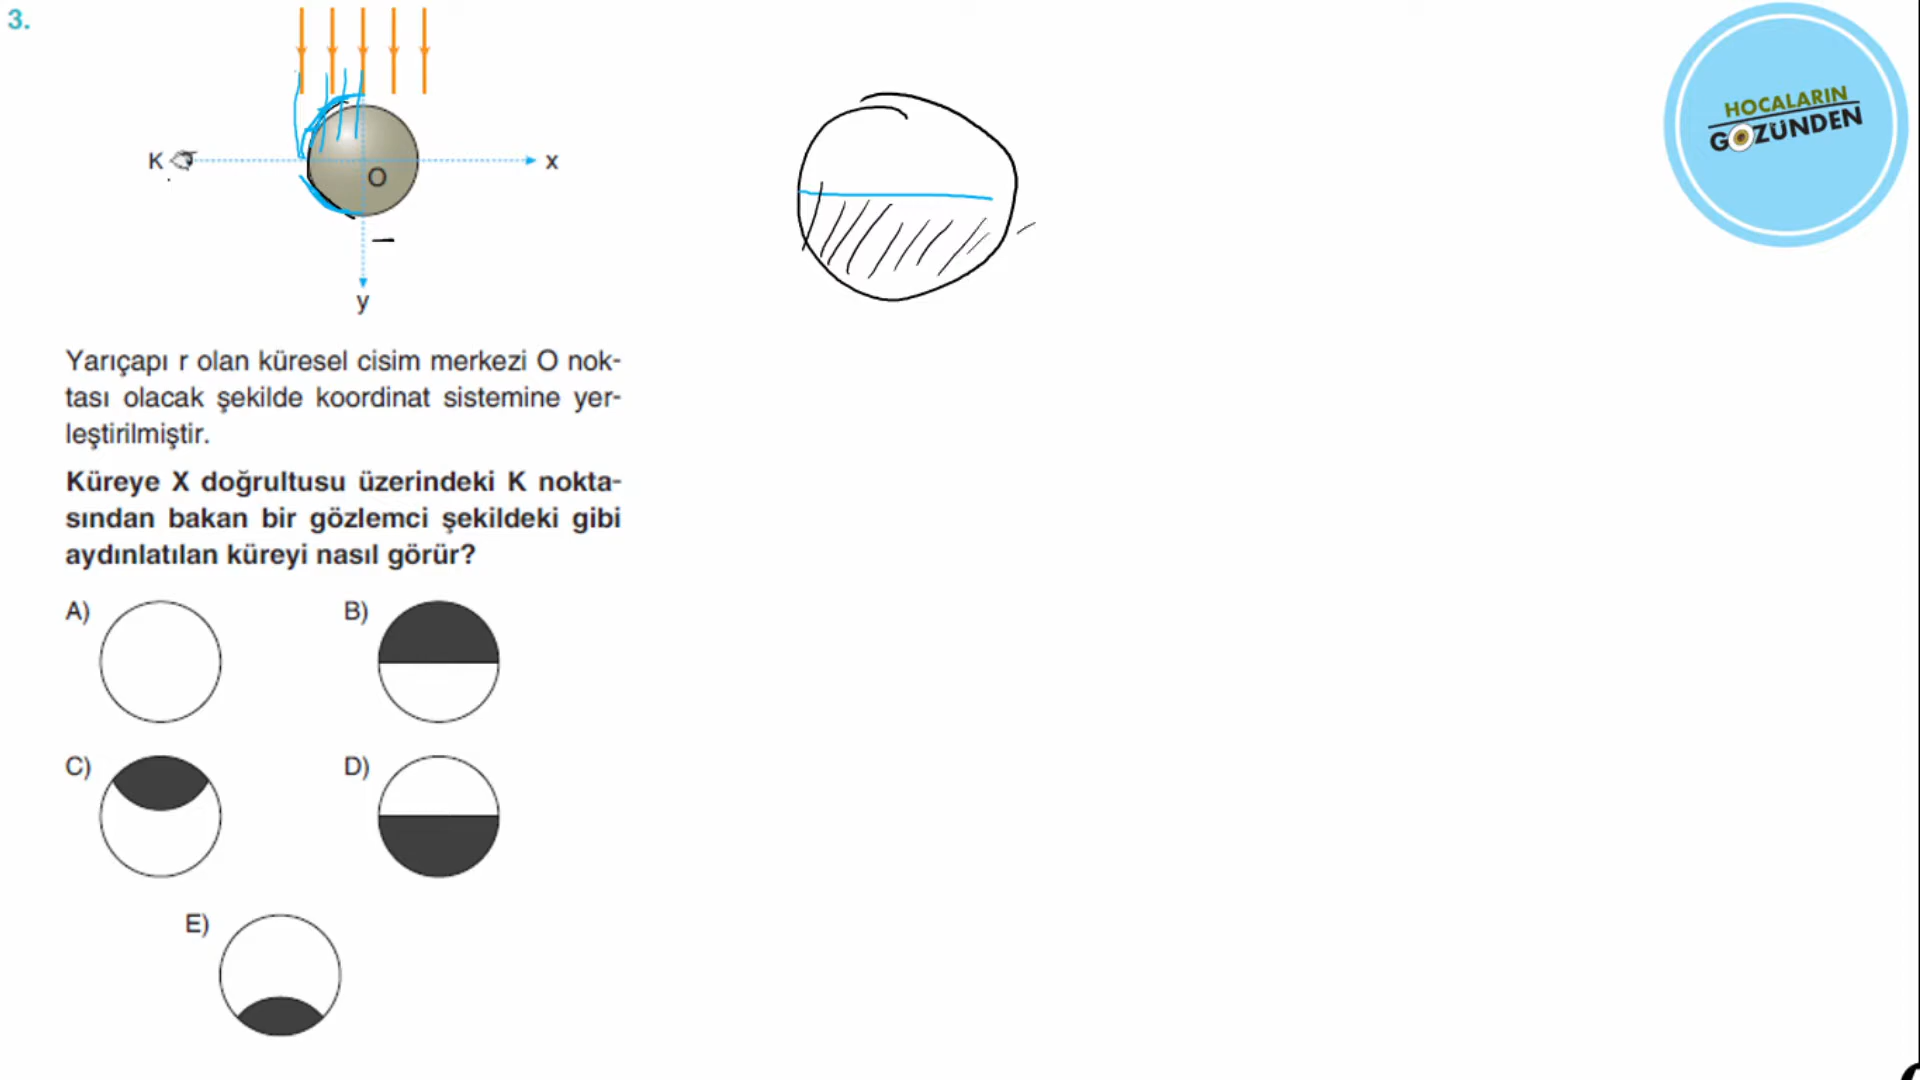 3.
HOCALARIN
GÖZÜNDEN
K
x
O
y
Yarıçapı r olan küresel cisim merkezi O nok-
tası olacak şekilde koordinat sistemine yer-
leştirilmiştir.
Küreye X doğrultusu üzerindeki K nokta-
sından bakan bir gözlemci şekildeki gibi
aydınlatılan küreyi nasıl görür?
A)
B)
C)
D)
E)